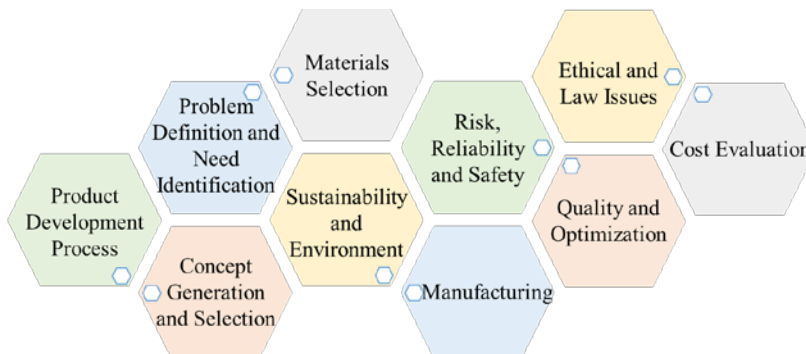 Materials
Selection
Ethical and
Law Issues
Problem
Definition and
Need
Identification
Risk,
Reliability
and Safety
Cost Evaluation
Product
Development
Process
Sustainability
and
Environment
Quality and
Optimization
Concept
Generation
and Selection
Manufacturing